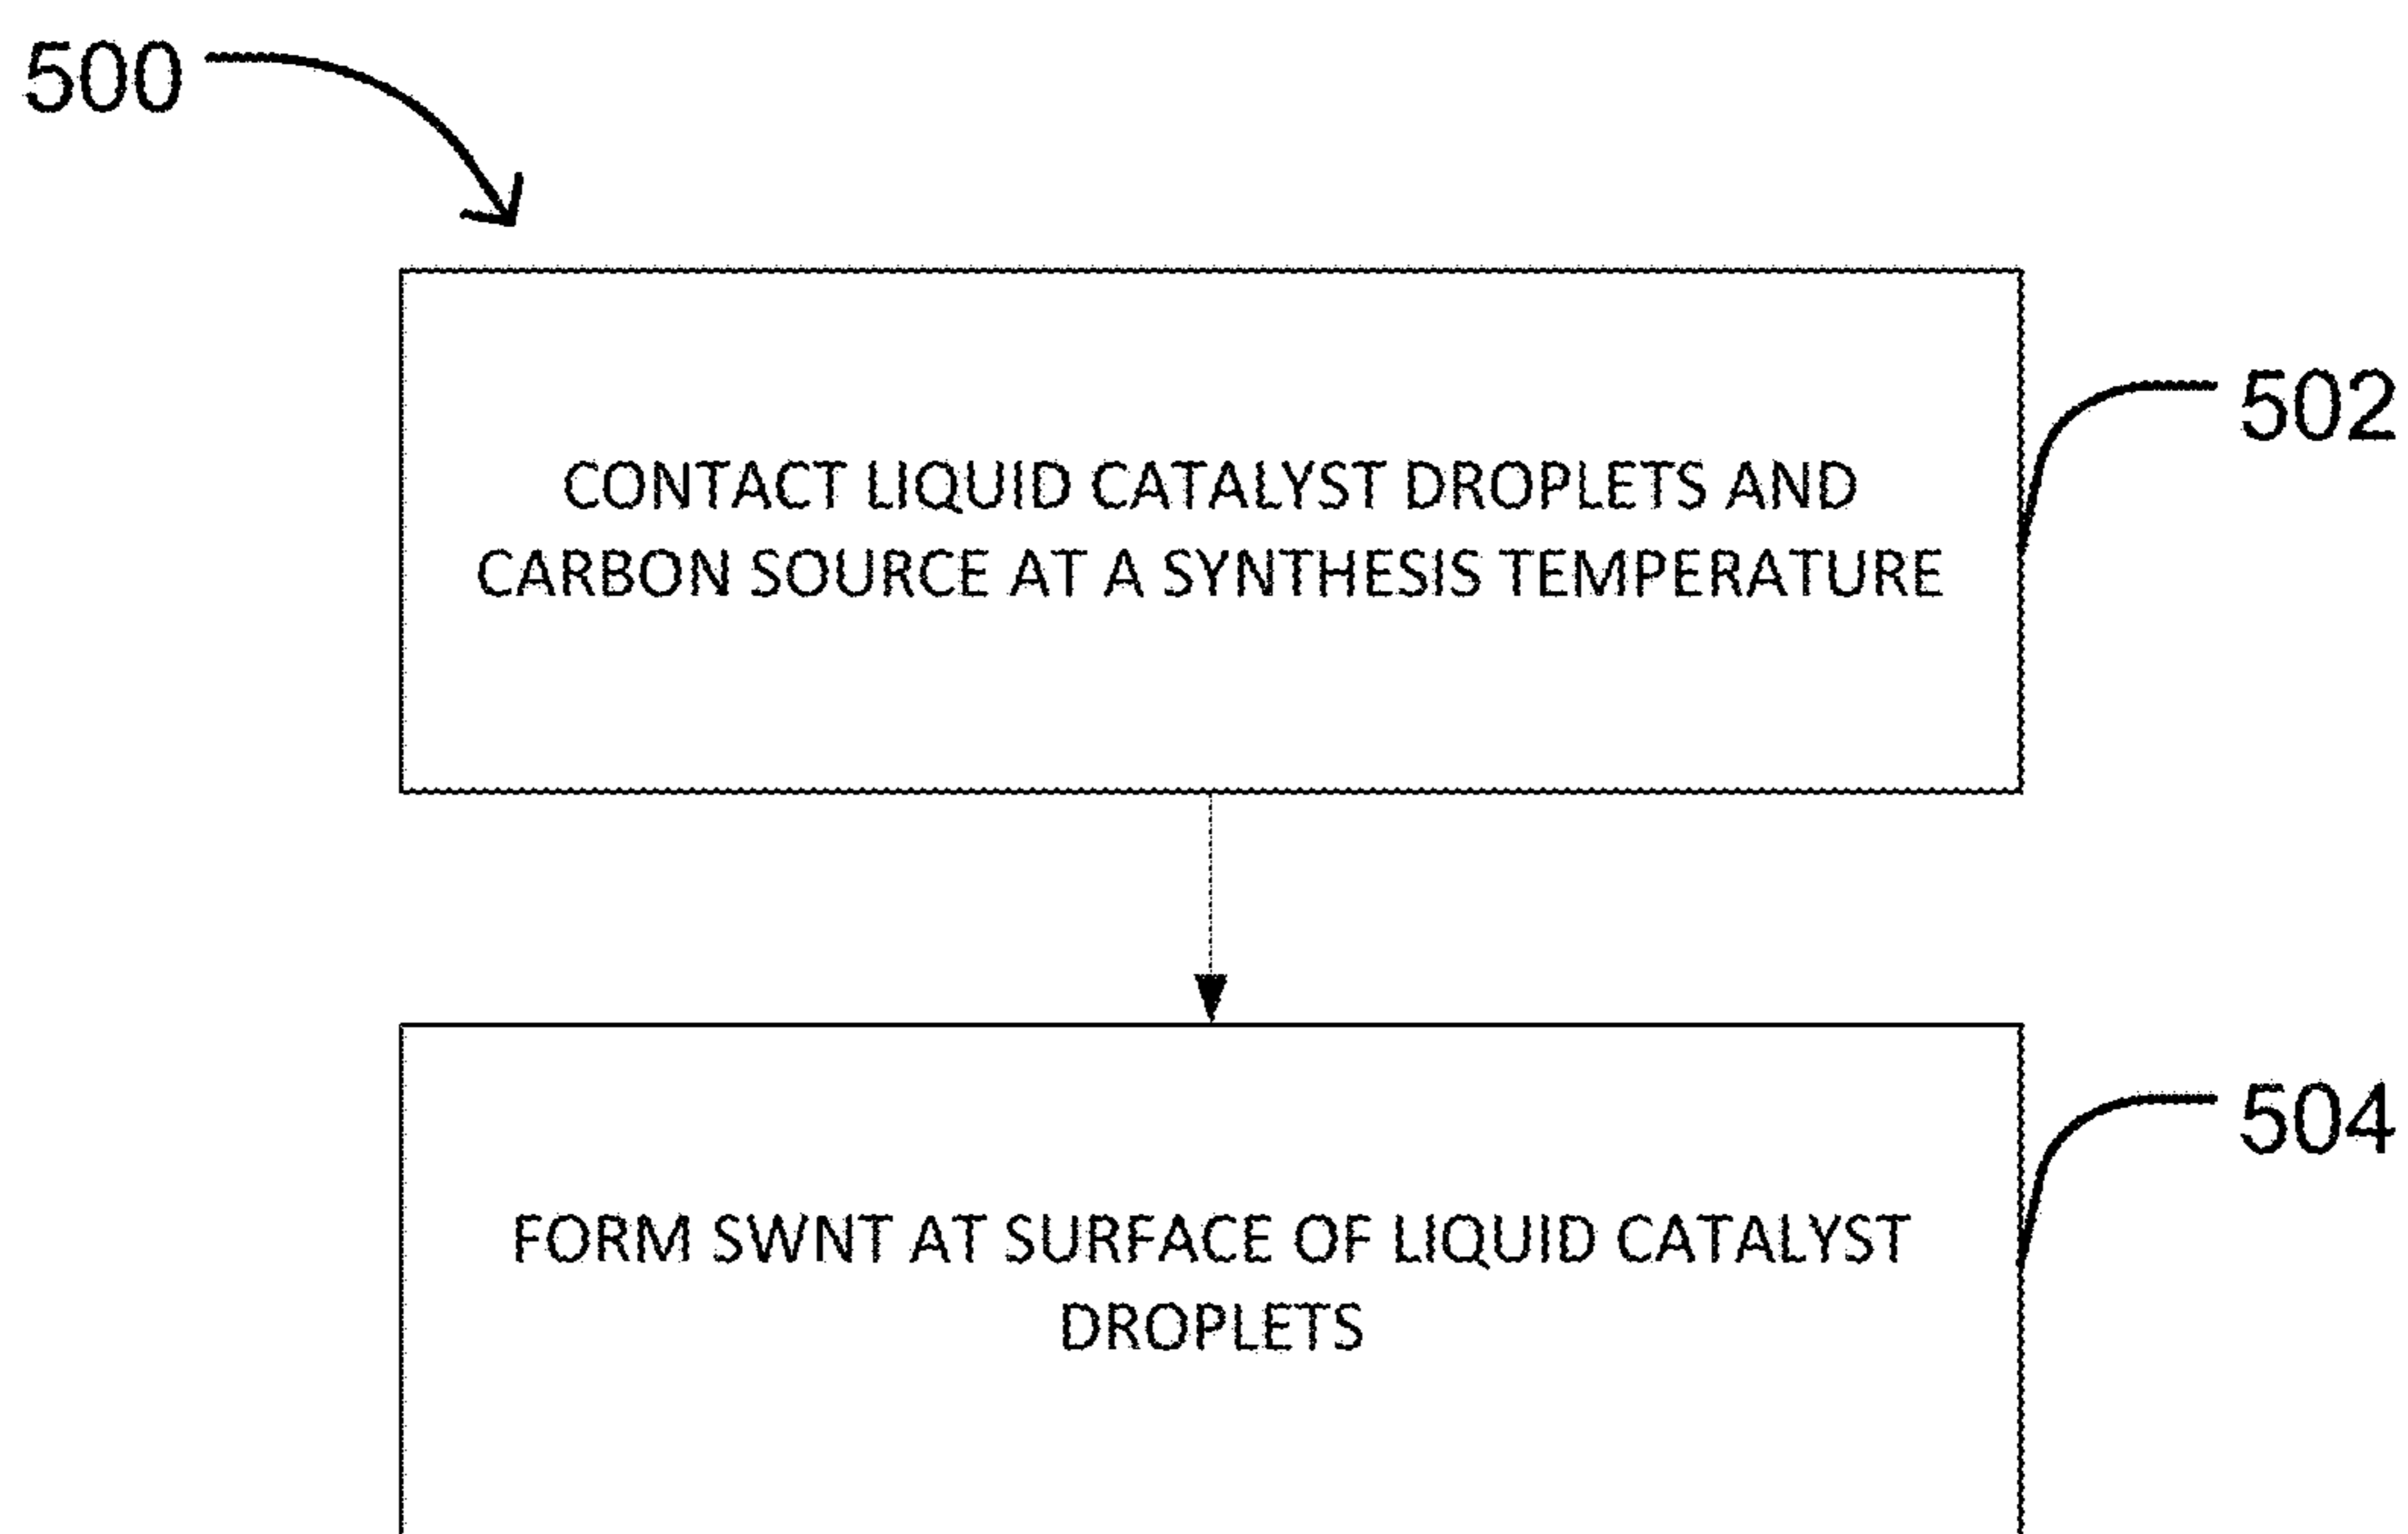 500
502
CONTACT LIQUID CATALYST DROPLETS AND
CARBON SOURCE AT A SYNTHESIS TEMPERATURE
504
FORM SWNT AT SURFACE OF LIQUID CATALYST
DROPLETS